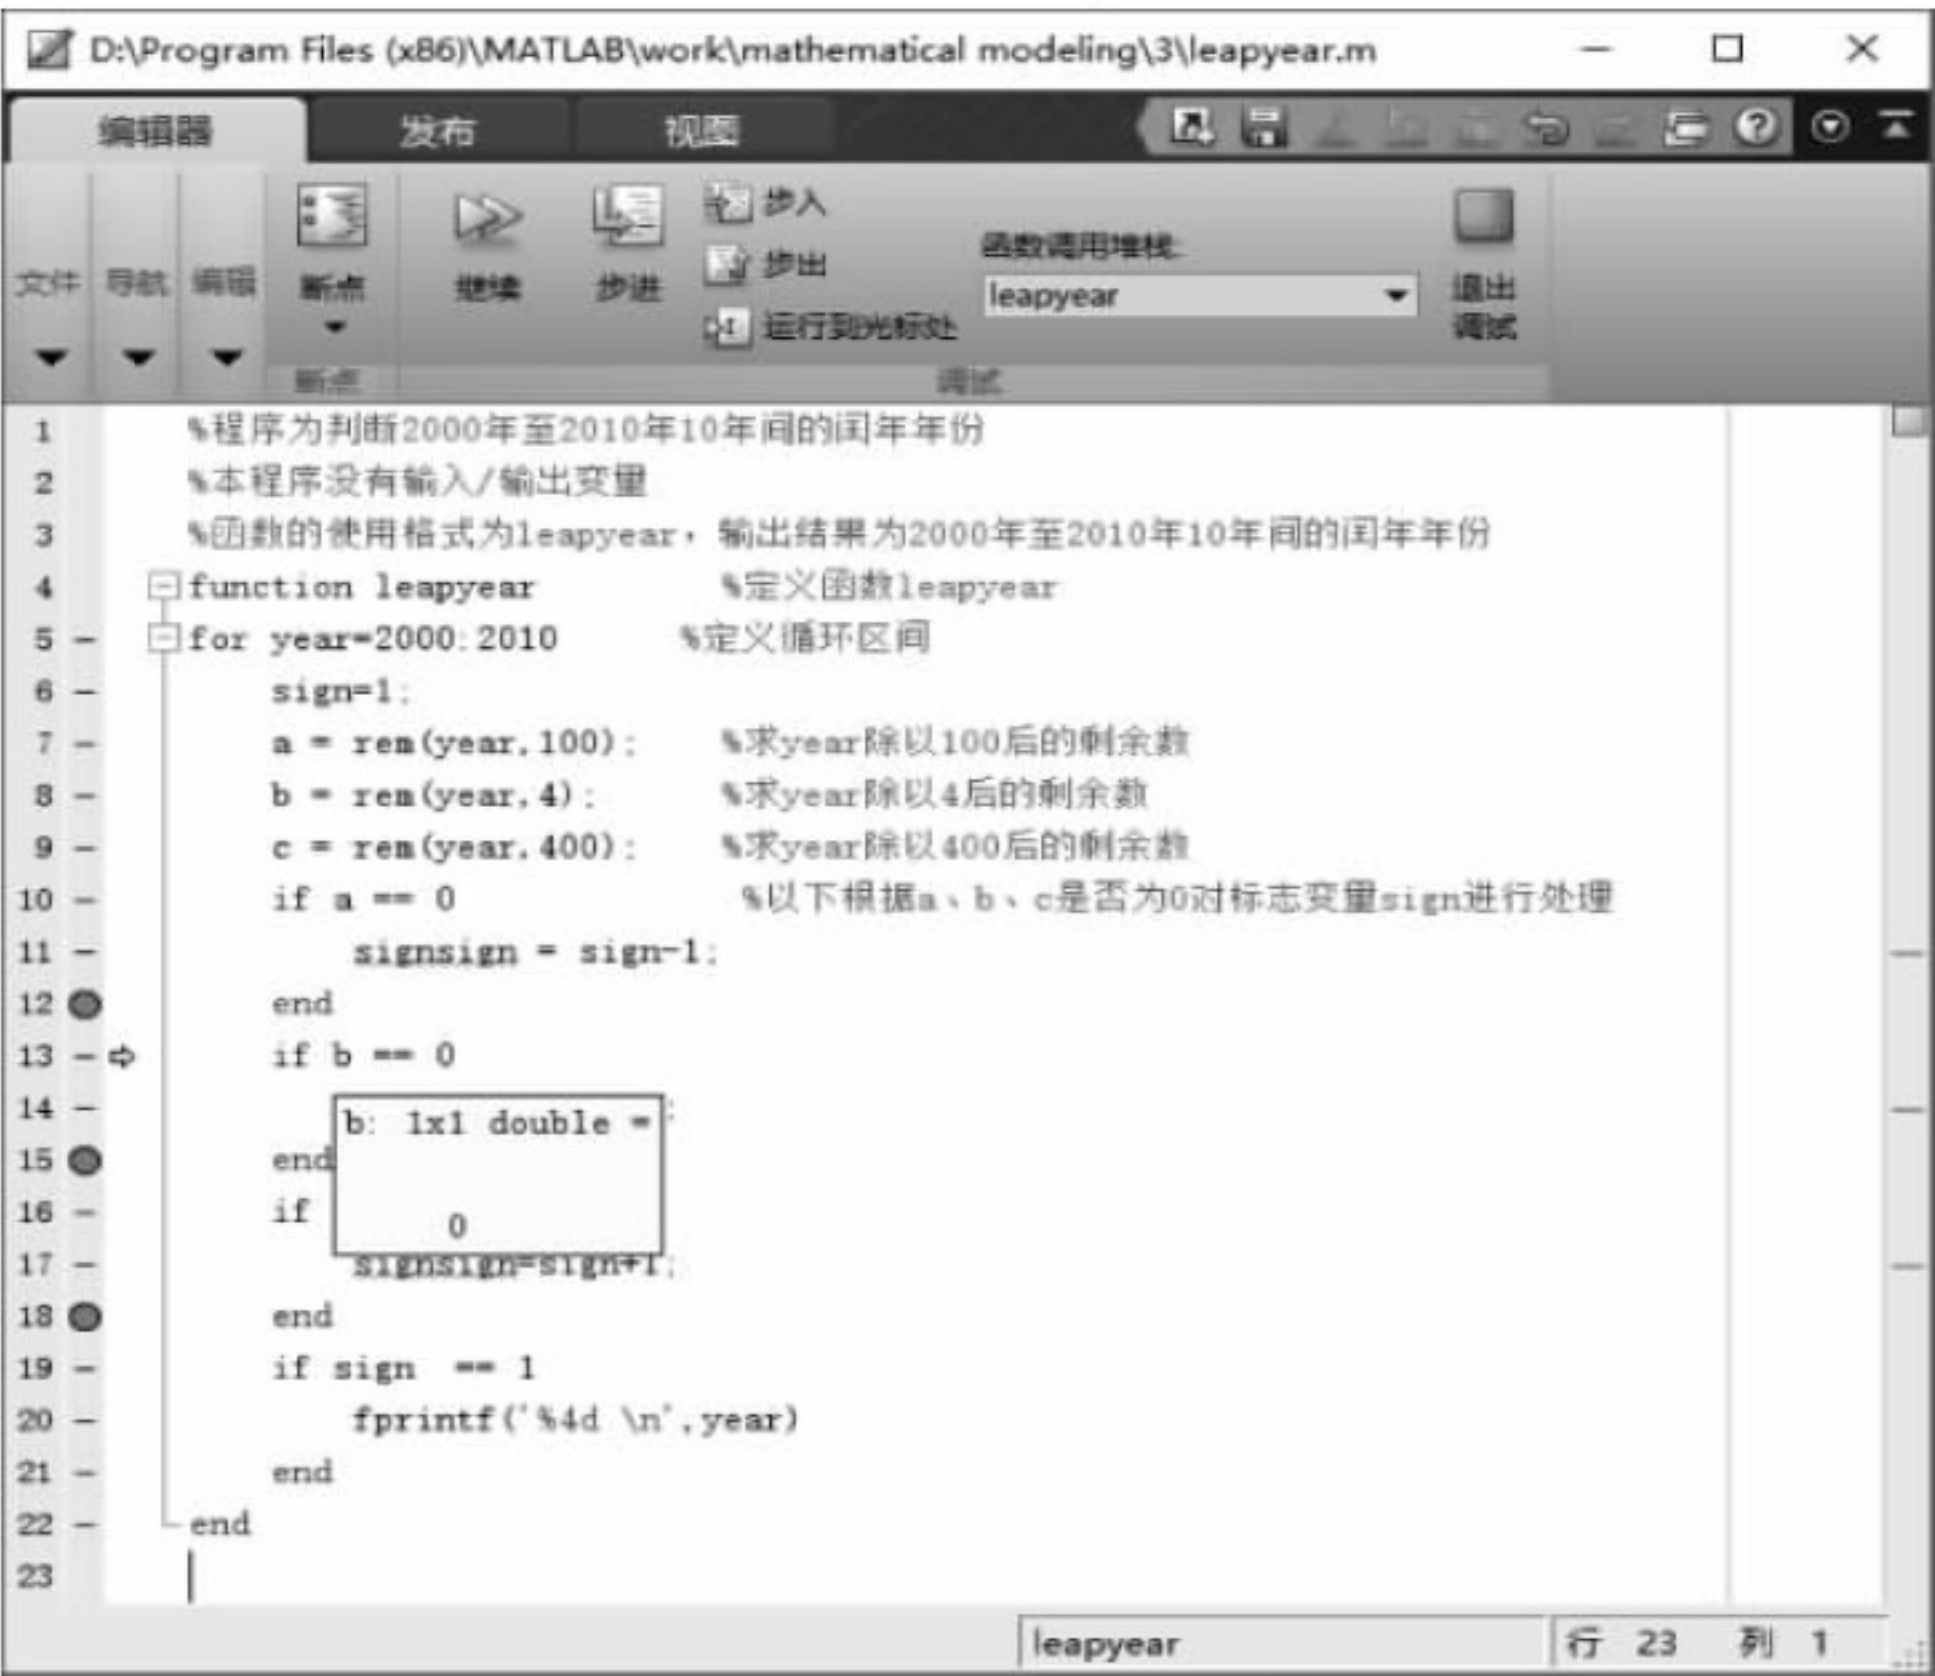 D:\Program Files (x86)\MATLAB\work\mathematical modeling\3\leapyear.m
编辑器 发布 视图
文件 导航 编辑 断点 继续 步进 步入 步出 运行到光标处 函数调用堆栈: leapyear 退出调试
断点 调试
1 %程序为判断2000年至2010年10年间的闰年年份
2 %本程序没有输入/输出变量
3 %函数的使用格式为leapyear,输出结果为2000年至2010年10年间的闰年年份
4 function leapyear %定义函数leapyear
5 for year=2000:2010 %定义循环区间
6 sign=1;
7 a = rem(year,100); %求year除以100后的剩余数
8 b = rem(year,4); %求year除以4后的剩余数
9 c = rem(year,400); %求year除以400后的剩余数
10 if a == 0 %以下根据a、b、c是否为0对标志变量sign进行处理
11 signsign = sign-1;
12 end
13 if b == 0
14 b: 1x1 double = ;
15 end
16 if 0
17 signsign=sign+1;
18 end
19 if sign == 1
20 fprintf('%4d \n',year)
21 end
22 end
23
leapyear 行 23 列 1